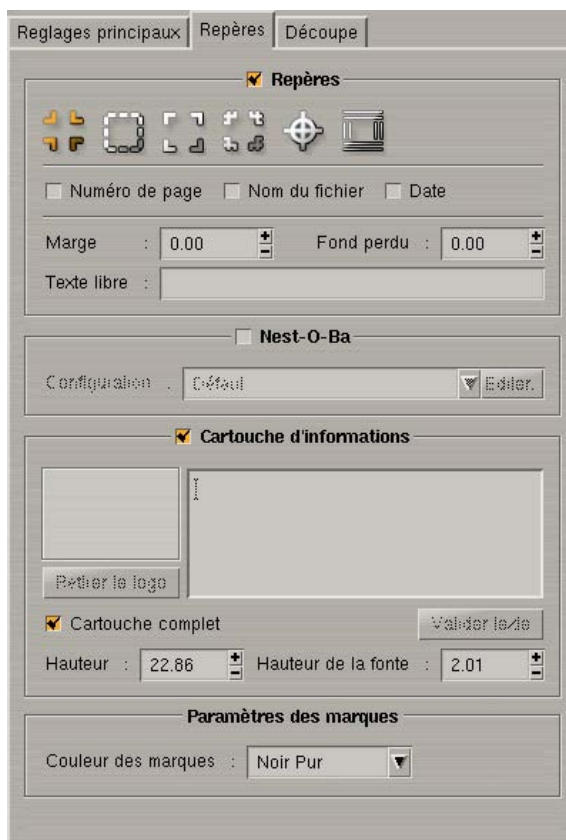 Reglages principaux Repères Découpe
Repères
Numéro de page Nom du fichier Date
Marge : 0.00 Fond perdu : 0.00
Texte libre :
Nest-O-Ba
Configuration : Défaut Editer.
Cartouche d'informations
Retirer le logo
Cartouche complet Valider texte
Hauteur : 22.86 Hauteur de la fonte : 2.01
Paramètres des marques
Couleur des marques : Noir Pur